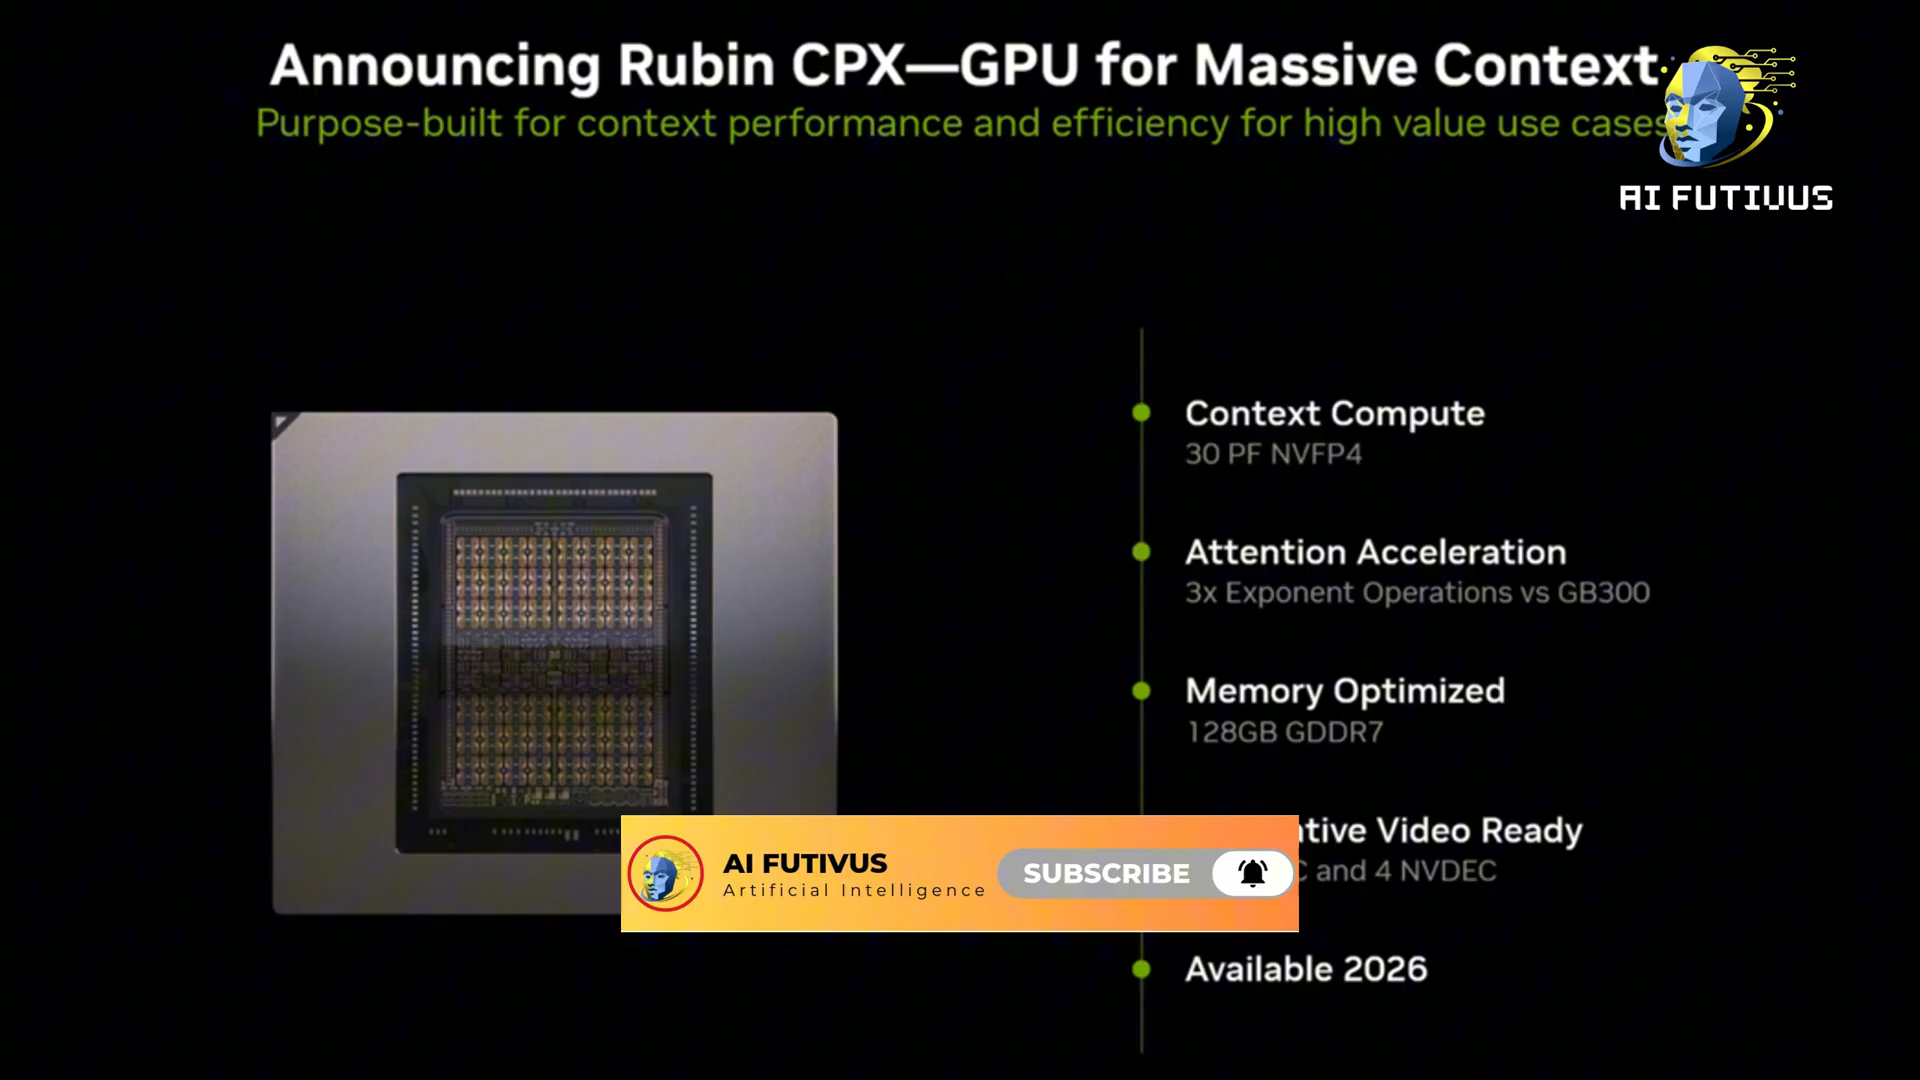 Announcing Rubin CPX—GPU for Massive Context
Purpose-built for context performance and efficiency for high value use cases
AI FUTIVUS
Context Compute
30 PF NVFP4
Attention Acceleration
3x Exponent Operations vs GB300
Memory Optimized
128GB GDDR7
Video Ready
and 4 NVDEC
AI FUTIVUS
Artificial Intelligence
SUBSCRIBE
Available 2026